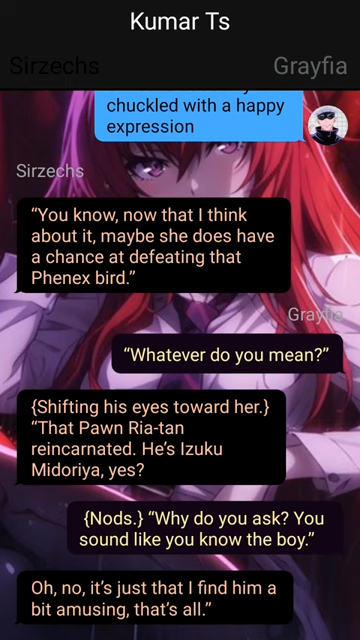 Kumar Ts
Sirzechs
Grayfia
chuckled with a happy
expression
Sirzechs
“You know, now that I think
about it, maybe she does have
a chance at defeating that
Phenex bird.”
Grayfia
“Whatever do you mean?”
{Shifting his eyes toward her.}
“That Pawn Ria-tan
reincarnated. He’s Izuku
Midoriya, yes?
{Nods.} “Why do you ask? You
sound like you know the boy.”
Oh, no, it’s just that I find him a
bit amusing, that’s all.”